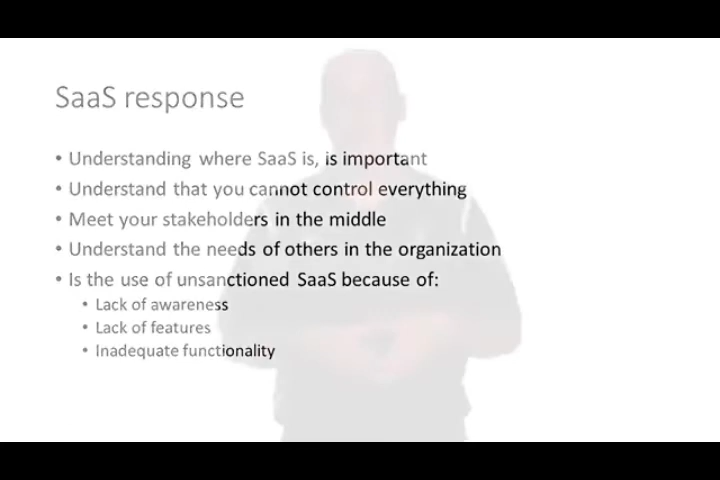 SaaS response
• Understanding where SaaS is, is important
• Understand that you cannot control everything
• Meet your stakeholders in the middle
• Understand the needs of others in the organization
• Is the use of unsanctioned SaaS because of:
• Lack of awareness
• Lack of features
• Inadequate functionality